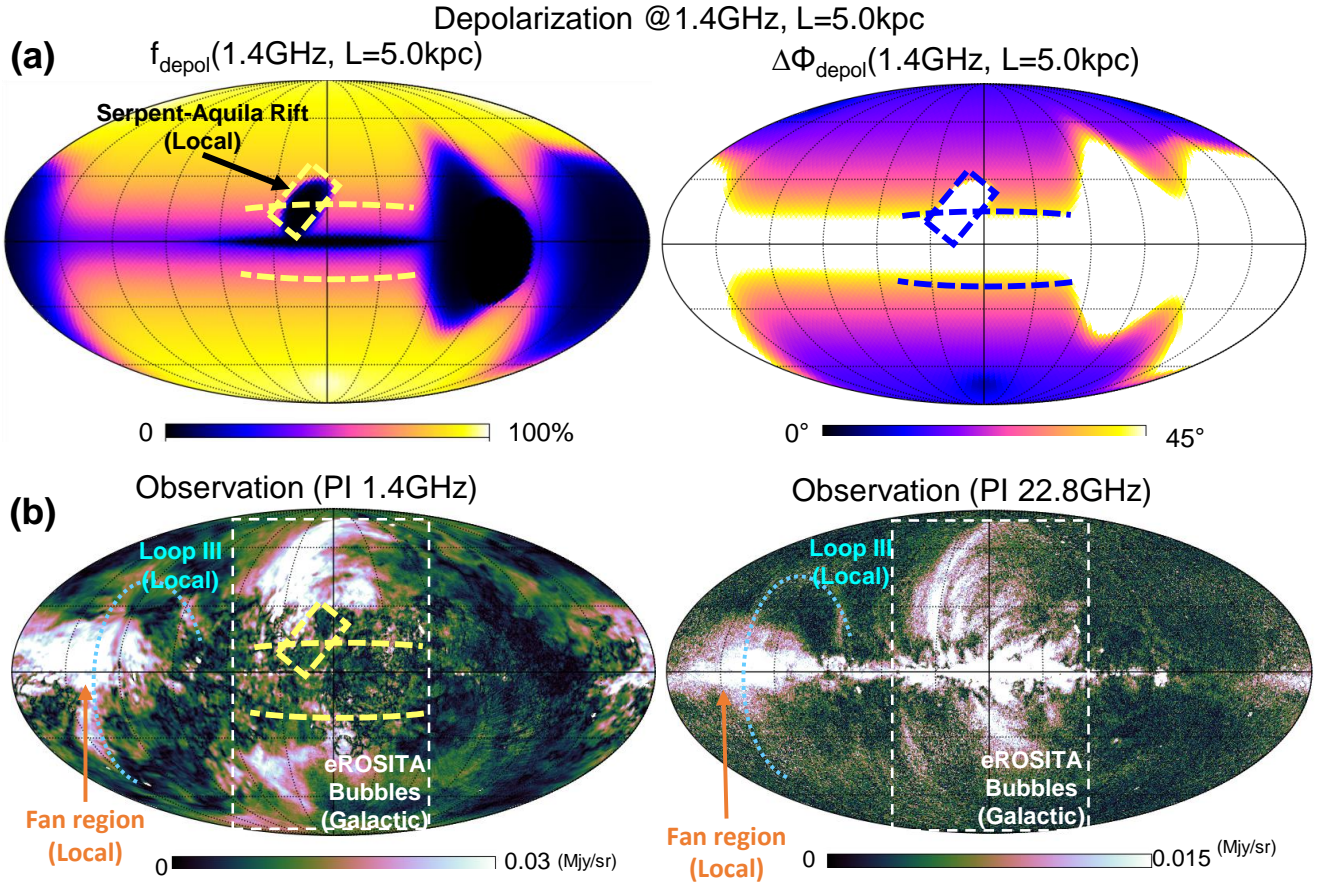 Depolarization @1.4GHz, L=5.0kpc
(a)
f_depol(1.4GHz, L=5.0kpc)
ΔΦ_depol(1.4GHz, L=5.0kpc)
Serpent-Aquila Rift
(Local)
0
100%
0°
45°
(b)
Observation (PI 1.4GHz)
Observation (PI 22.8GHz)
Loop III
(Local)
Loop III
(Local)
eROSITA
Bubbles
(Galactic)
eROSITA
Bubbles
(Galactic)
Fan region
(Local)
Fan region
(Local)
0
0.03 (Mjy/sr)
0
0.015 (Mjy/sr)